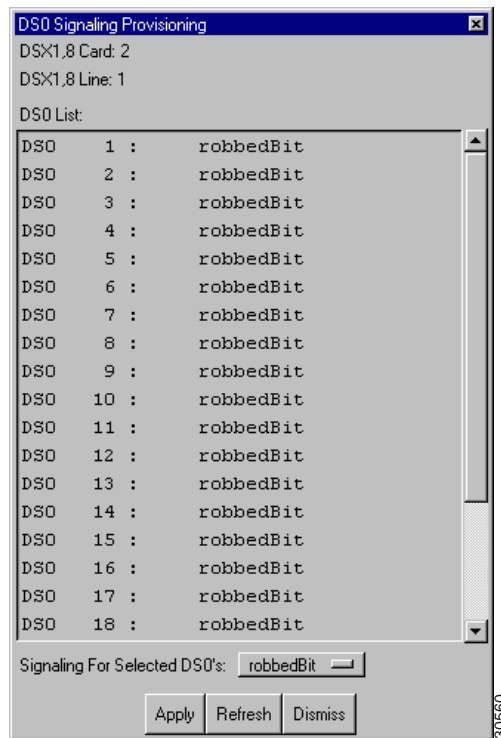 DS0 Signaling Provisioning
DSX1,8 Card: 2
DSX1,8 Line: 1
DS0 List:
DS0 1 : robbedBit
DS0 2 : robbedBit
DS0 3 : robbedBit
DS0 4 : robbedBit
DS0 5 : robbedBit
DS0 6 : robbedBit
DS0 7 : robbedBit
DS0 8 : robbedBit
DS0 9 : robbedBit
DS0 10 : robbedBit
DS0 11 : robbedBit
DS0 12 : robbedBit
DS0 13 : robbedBit
DS0 14 : robbedBit
DS0 15 : robbedBit
DS0 16 : robbedBit
DS0 17 : robbedBit
DS0 18 : robbedBit
Signaling For Selected DS0's: robbedBit
Apply Refresh Dismiss
30560